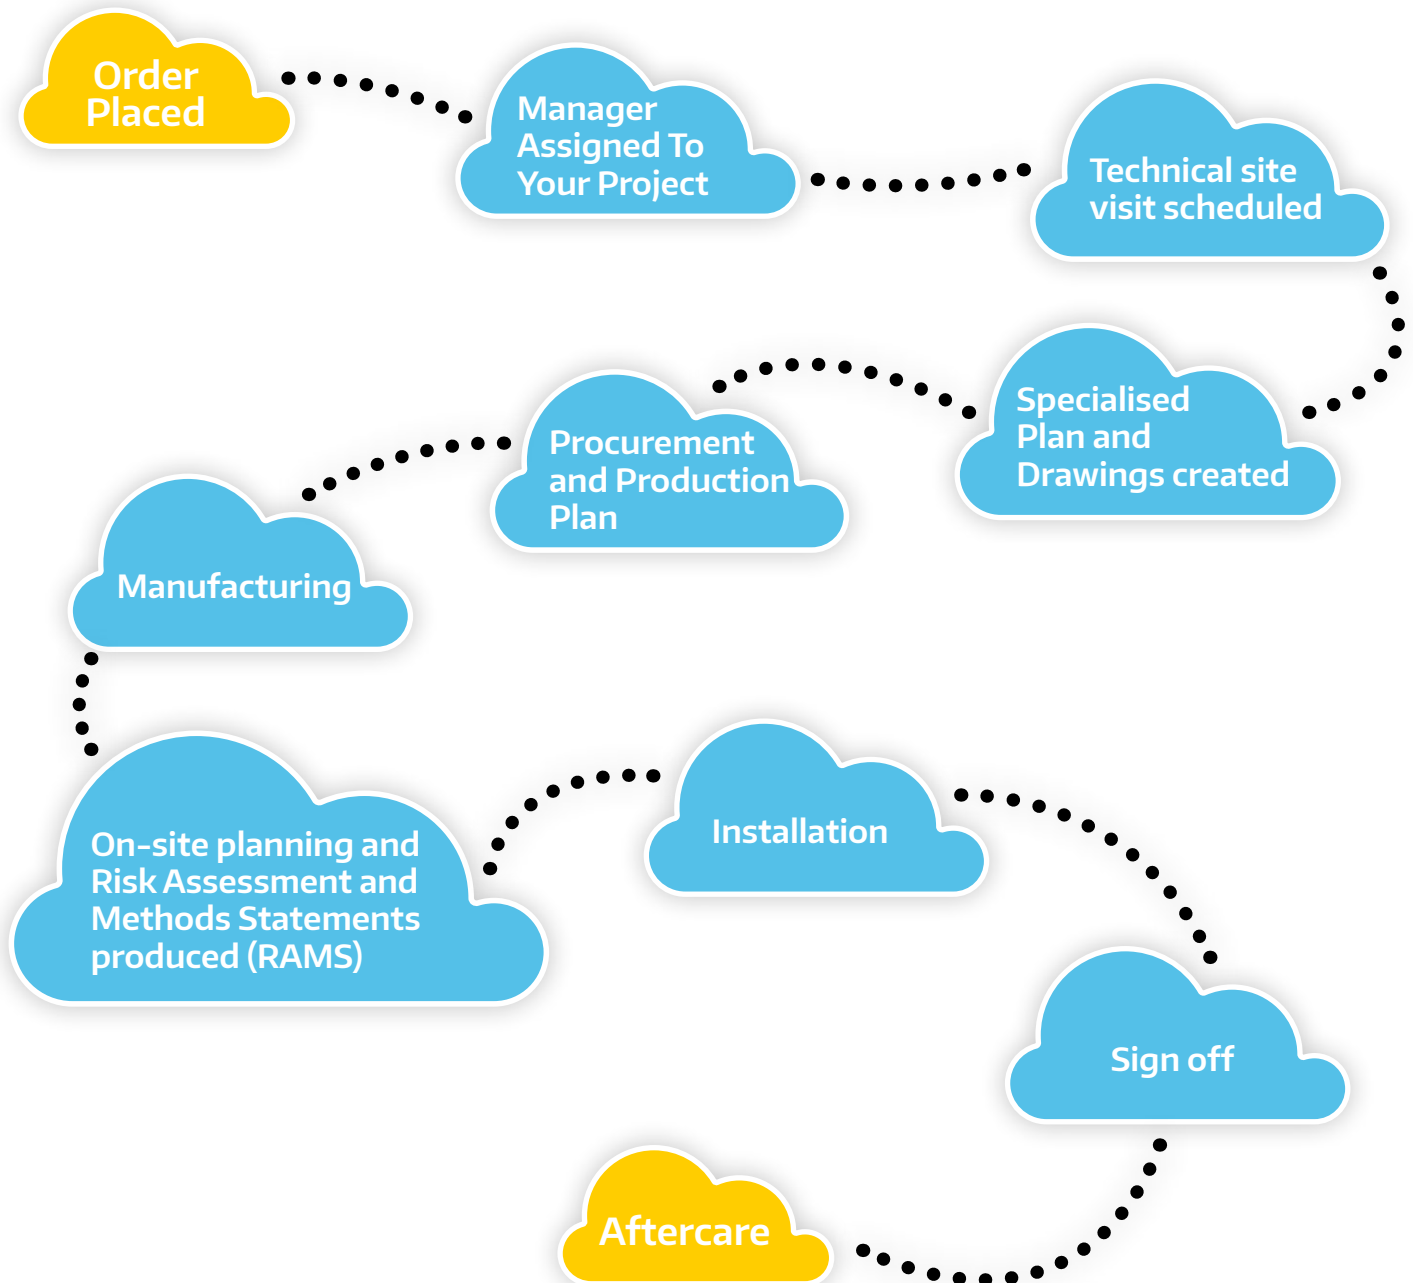 Order
Placed
Manager
Assigned To
Your Project
Technical site
visit scheduled
Specialised
Plan and
Drawings created
Procurement
and Production
Plan
Manufacturing
On-site planning and
Risk Assessment and
Methods Statements
produced (RAMS)
Installation
Sign off
Aftercare